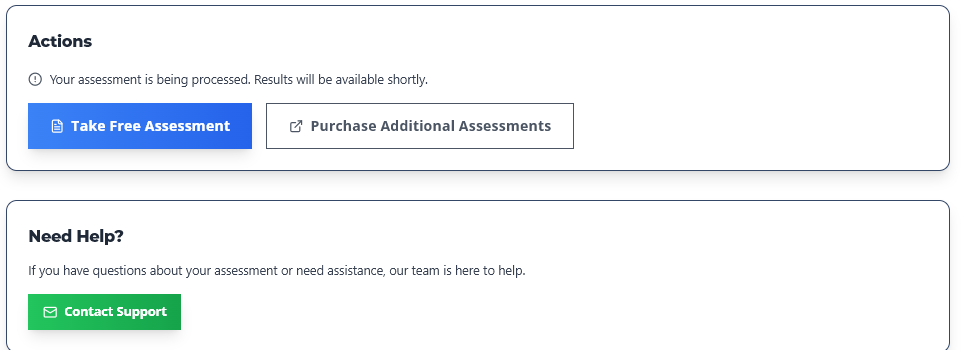 Actions
Your assessment is being processed. Results will be available shortly.
Take Free Assessment
Purchase Additional Assessments
Need Help?
If you have questions about your assessment or need assistance, our team is here to help.
Contact Support